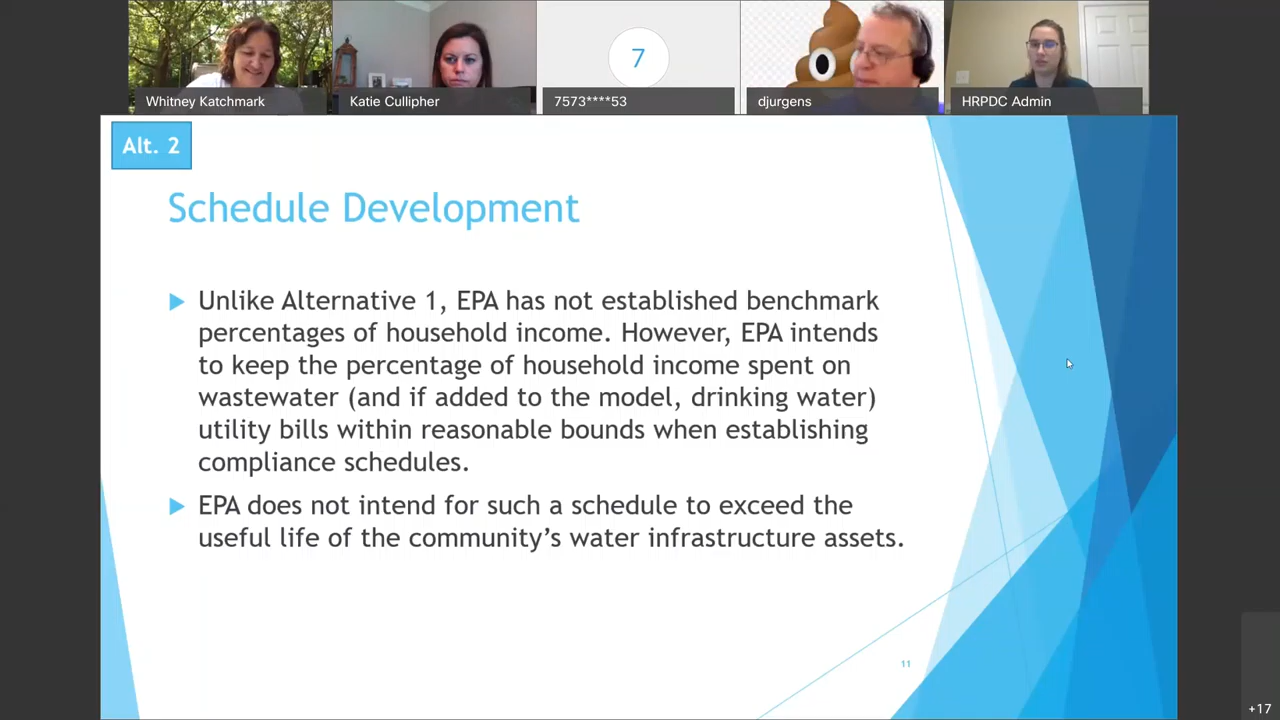 7
Whitney Katchmark
Katie Cullipher
7573****53
djurgens
HRPDC Admin
Alt. 2
Schedule Development
Unlike Alternative 1, EPA has not established benchmark
percentages of household income. However, EPA intends
to keep the percentage of household income spent on
wastewater (and if added to the model, drinking water)
utility bills within reasonable bounds when establishing
compliance schedules.
EPA does not intend for such a schedule to exceed the
useful life of the community’s water infrastructure assets.
11
+17